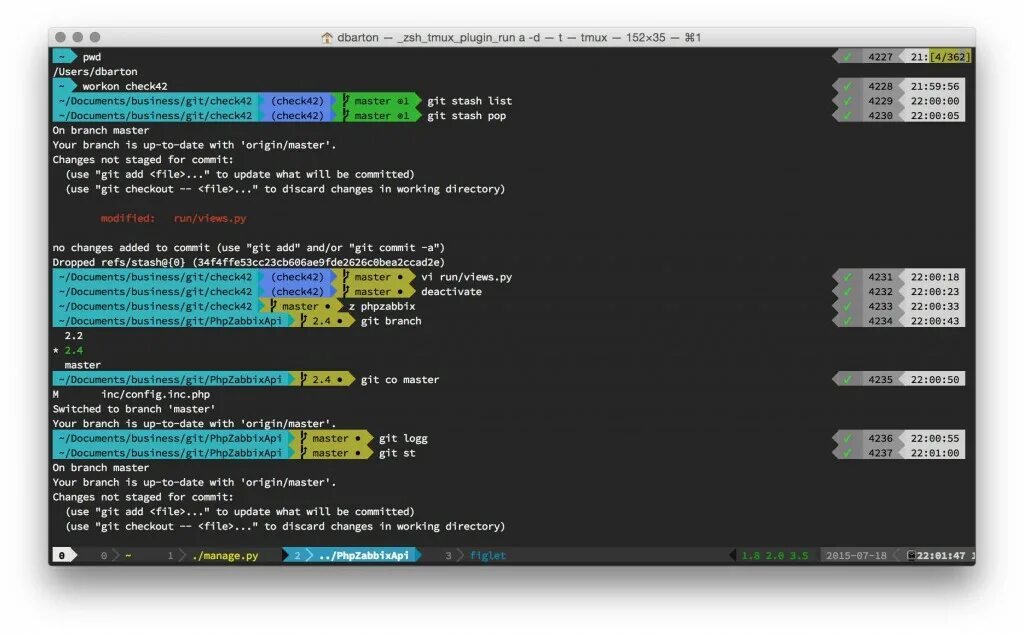 dbarton — _zsh_tmux_plugin_run a -d — t — tmux — 152×35 — ⌘1
~ pwd ✓ 4227 21:[4/362]
/Users/dbarton
~ workon check42 ✓ 4228 21:59:56
~/Documents/business/git/check42 (check42) master ⊙1 git stash list ✓ 4229 22:00:00
~/Documents/business/git/check42 (check42) master ⊙1 git stash pop ✓ 4230 22:00:05
On branch master
Your branch is up-to-date with 'origin/master'.
Changes not staged for commit:
(use "git add <file>..." to update what will be committed)
(use "git checkout -- <file>..." to discard changes in working directory)
modified: run/views.py
no changes added to commit (use "git add" and/or "git commit -a")
Dropped refs/stash@{0} (34f4ffe53cc23cb606ae9fde2626c0bea2ccad2e)
~/Documents/business/git/check42 (check42) master ● vi run/views.py ✓ 4231 22:00:18
~/Documents/business/git/check42 (check42) master ● deactivate ✓ 4232 22:00:23
~/Documents/business/git/check42 master ● z phpzabbix ✓ 4233 22:00:33
~/Documents/business/git/PhpZabbixApi 2.4 ● git branch ✓ 4234 22:00:43
2.2
* 2.4
master
~/Documents/business/git/PhpZabbixApi 2.4 ● git co master ✓ 4235 22:00:50
M inc/config.inc.php
Switched to branch 'master'
Your branch is up-to-date with 'origin/master'.
~/Documents/business/git/PhpZabbixApi master ● git logg ✓ 4236 22:00:55
~/Documents/business/git/PhpZabbixApi master ● git st ✓ 4237 22:01:00
On branch master
Your branch is up-to-date with 'origin/master'.
Changes not staged for commit:
(use "git add <file>..." to update what will be committed)
(use "git checkout -- <file>..." to discard changes in working directory)
0 0 ~ 1 ./manage.py 2 ../PhpZabbixApi 3 figlet 1.8 2.0 3.5 2015-07-18 22:01:47 1